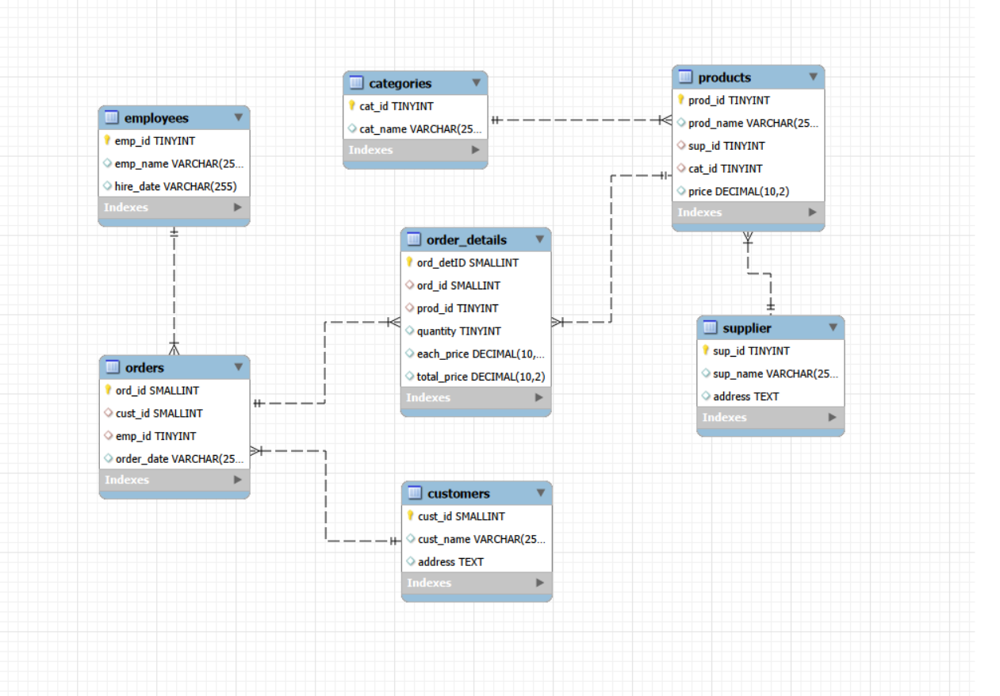 employees
emp_id TINYINT
emp_name VARCHAR(25...
hire_date VARCHAR(255)
Indexes
categories
cat_id TINYINT
cat_name VARCHAR(25...
Indexes
products
prod_id TINYINT
prod_name VARCHAR(25...
sup_id TINYINT
cat_id TINYINT
price DECIMAL(10,2)
Indexes
order_details
ord_detID SMALLINT
ord_id SMALLINT
prod_id TINYINT
quantity TINYINT
each_price DECIMAL(10,...
total_price DECIMAL(10,2)
Indexes
supplier
sup_id TINYINT
sup_name VARCHAR(25...
address TEXT
Indexes
orders
ord_id SMALLINT
cust_id SMALLINT
emp_id TINYINT
order_date VARCHAR(25...
Indexes
customers
cust_id SMALLINT
cust_name VARCHAR(25...
address TEXT
Indexes